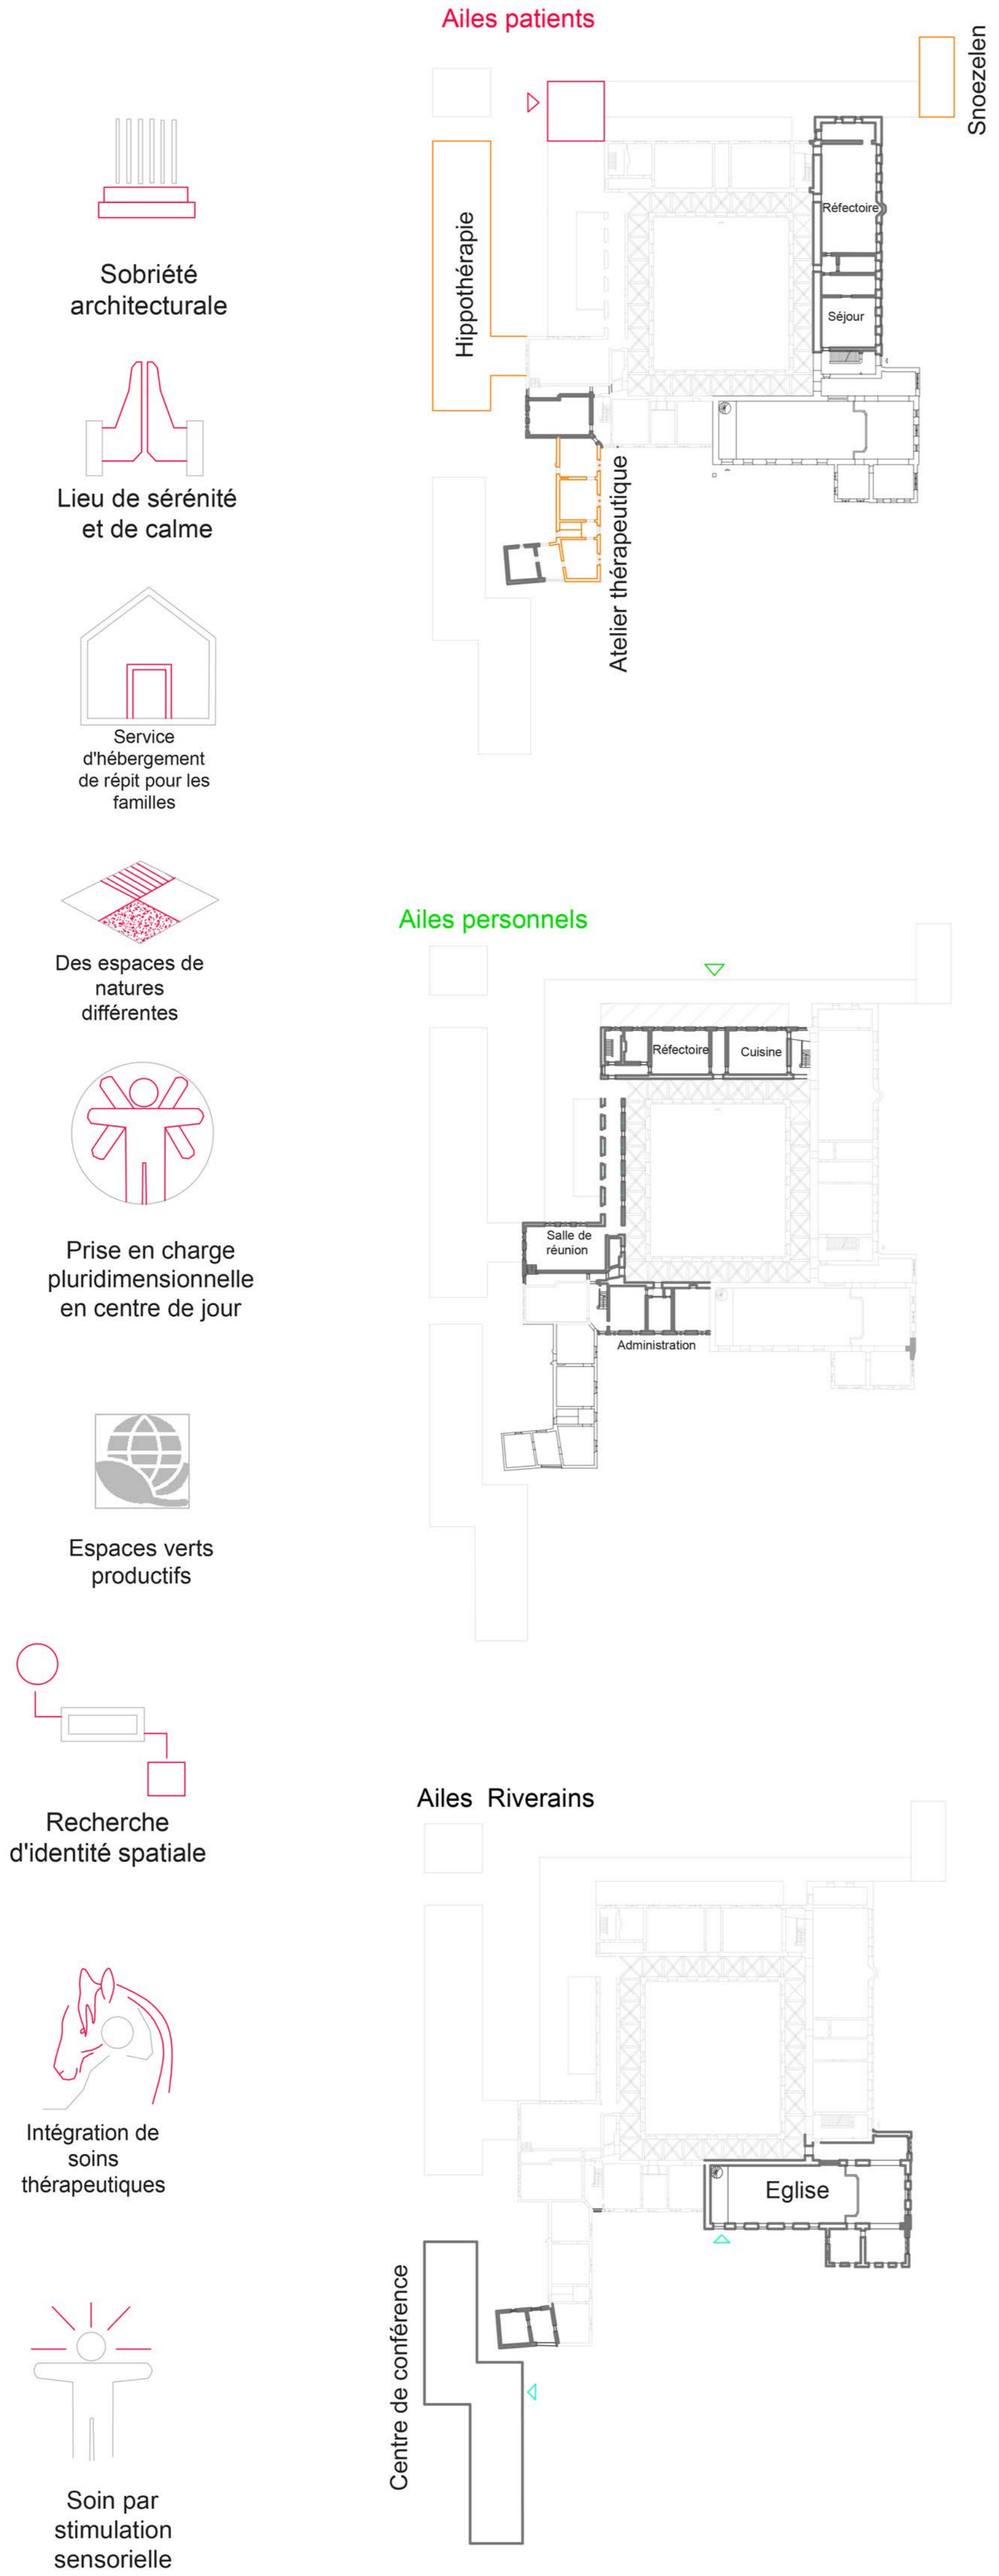 Ailes patients
Snoezelen
Hippothérapie
Réfectoire
Séjour
Atelier thérapeutique
Sobriété
architecturale
Lieu de sérénité
et de calme
Service
d'hébergement
de répit pour les
familles
Des espaces de
natures
différentes
Ailes personnels
Réfectoire
Cuisine
Salle de
réunion
Administration
Prise en charge
pluridimensionnelle
en centre de jour
Espaces verts
productifs
Recherche
d'identité spatiale
Ailes Riverains
Eglise
Centre de conférence
Intégration de
soins
thérapeutiques
Soin par
stimulation
sensorielle